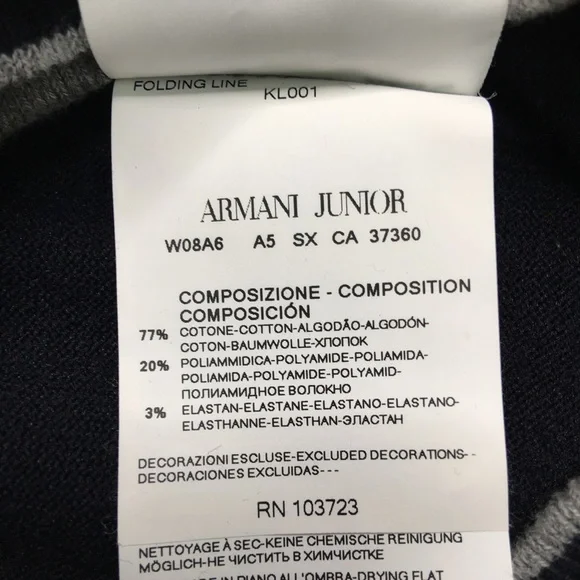 FOLDING LINE
KL001
ARMANI JUNIOR
W08A6 A5 SX CA 37360
COMPOSIZIONE - COMPOSITION
COMPOSICIÓN
77% COTONE-COTTON-ALGODÃO-ALGODÓN-
COTON-BAUMWOLLE-ХЛОПОК
20% POLIAMMIDICA-POLYAMIDE-POLIAMIDA-
POLIAMIDA-POLYAMIDE-POLYAMID-
ПОЛИАМИДНОЕ ВОЛОКНО
3% ELASTAN-ELASTANE-ELASTANO-ELASTANO-
ELASTHANNE-ELASTHAN-ЭЛАСТАН
DECORAZIONI ESCLUSE-EXCLUDED DECORATIONS--
DECORACIONES EXCLUIDAS---
RN 103723
NETTOYAGE À SEC-KEINE CHEMISCHE REINIGUNG
MÖGLICH-НЕ ЧИСТИТЬ В ХИМЧИСТКЕ
IN PIANO ALL'OMBRA-DRYING FLAT